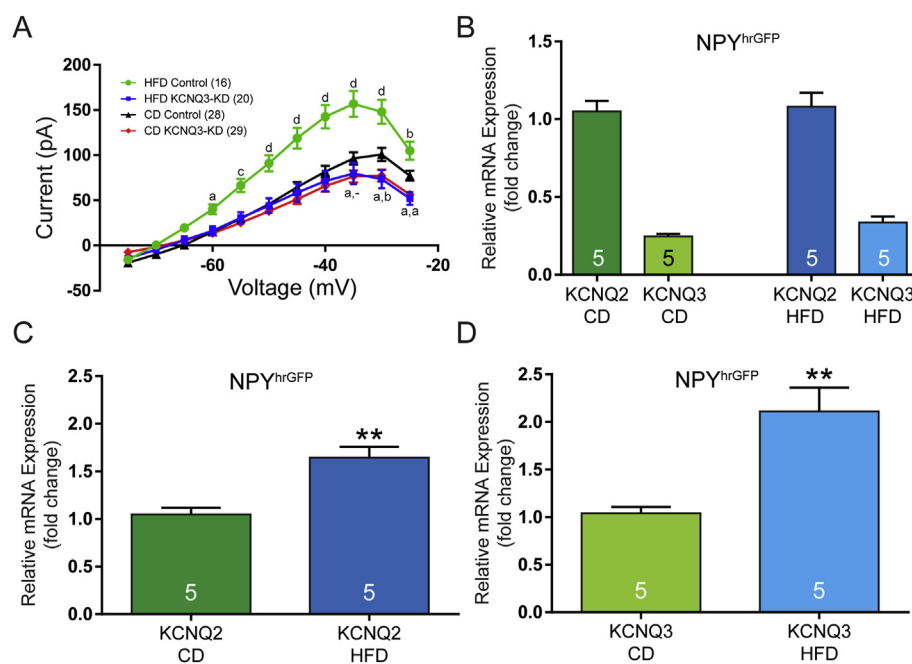 A
Current (pA)
200
150
100
50
0
-50
HFD Control (16)
HFD KCNQ3-KD (20)
CD Control (28)
CD KCNQ3-KD (29)
a
c
d
d
d
d
d
b
a,-
a,b
a,a
-60
-40
-20
Voltage (mV)
B
NPYhrGFP
Relative mRNA Expression
(fold change)
1.5
1.0
0.5
0.0
5
5
5
5
KCNQ2
CD
KCNQ3
CD
KCNQ2
HFD
KCNQ3
HFD
C
NPYhrGFP
Relative mRNA Expression
(fold change)
2.5
2.0
1.5
1.0
0.5
0.0
**
5
5
KCNQ2
CD
KCNQ2
HFD
D
NPYhrGFP
Relative mRNA Expression
(fold change)
2.5
2.0
1.5
1.0
0.5
0.0
**
5
5
KCNQ3
CD
KCNQ3
HFD